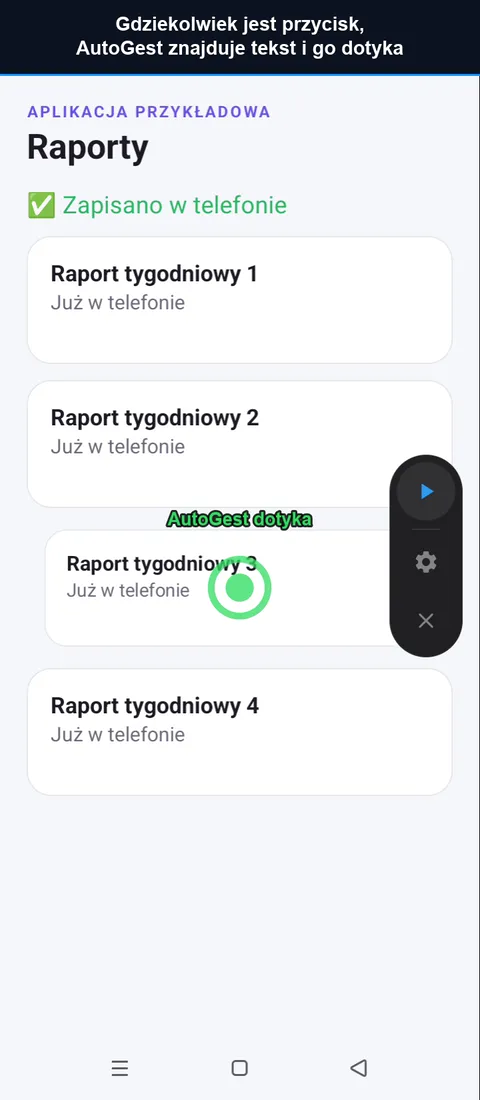 Gdziekolwiek jest przycisk,
AutoGest znajduje tekst i go dotyka
APLIKACJA PRZYKŁADOWA
Raporty
✅ Zapisano w telefonie
Raport tygodniowy 1
Już w telefonie
Raport tygodniowy 2
Już w telefonie
AutoGest dotyka
Raport tygodniowy 3
Już w telefonie
Raport tygodniowy 4
Już w telefonie